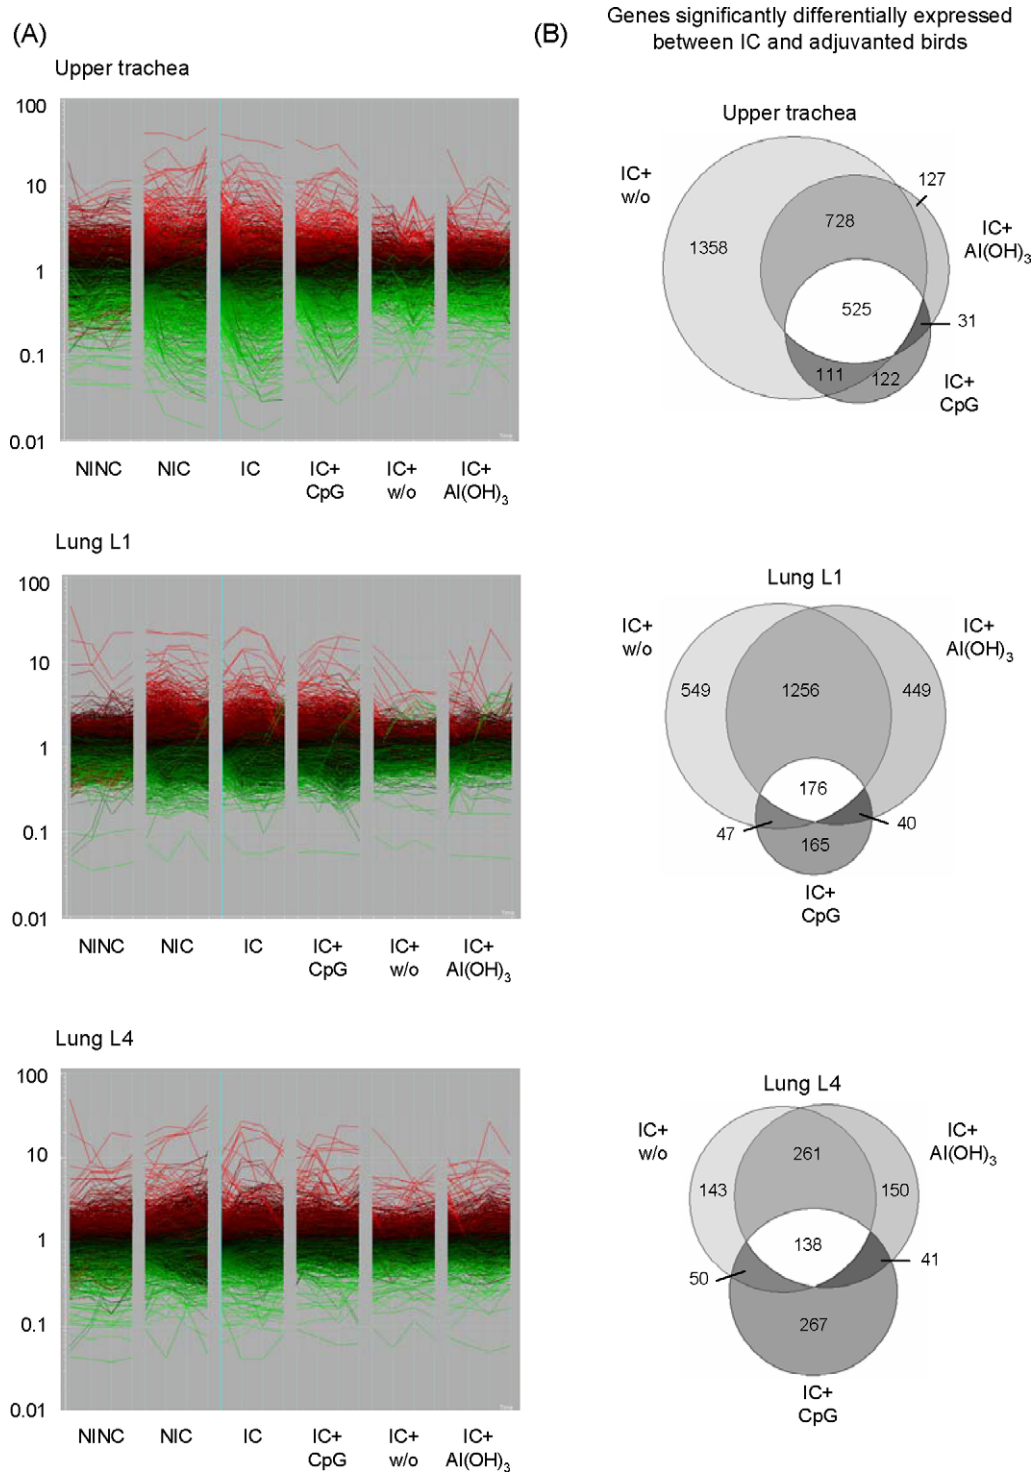 (A)
Upper trachea
100
10
1
0.1
0.01
NINC NIC IC IC+ CpG IC+ w/o IC+ Al(OH)3
Lung L1
100
10
1
0.1
0.01
NINC NIC IC IC+ CpG IC+ w/o IC+ Al(OH)3
Lung L4
100
10
1
0.1
0.01
NINC NIC IC IC+ CpG IC+ w/o IC+ Al(OH)3
(B)
Genes significantly differentially expressed
between IC and adjuvanted birds
Upper trachea
IC+
w/o
127
728
IC+
Al(OH)3
1358
525
31
111
122
IC+
CpG
Lung L1
IC+
w/o
IC+
Al(OH)3
549
1256
449
176
47
40
165
IC+
CpG
Lung L4
IC+
w/o
IC+
Al(OH)3
261
143
150
138
50
41
267
IC+
CpG